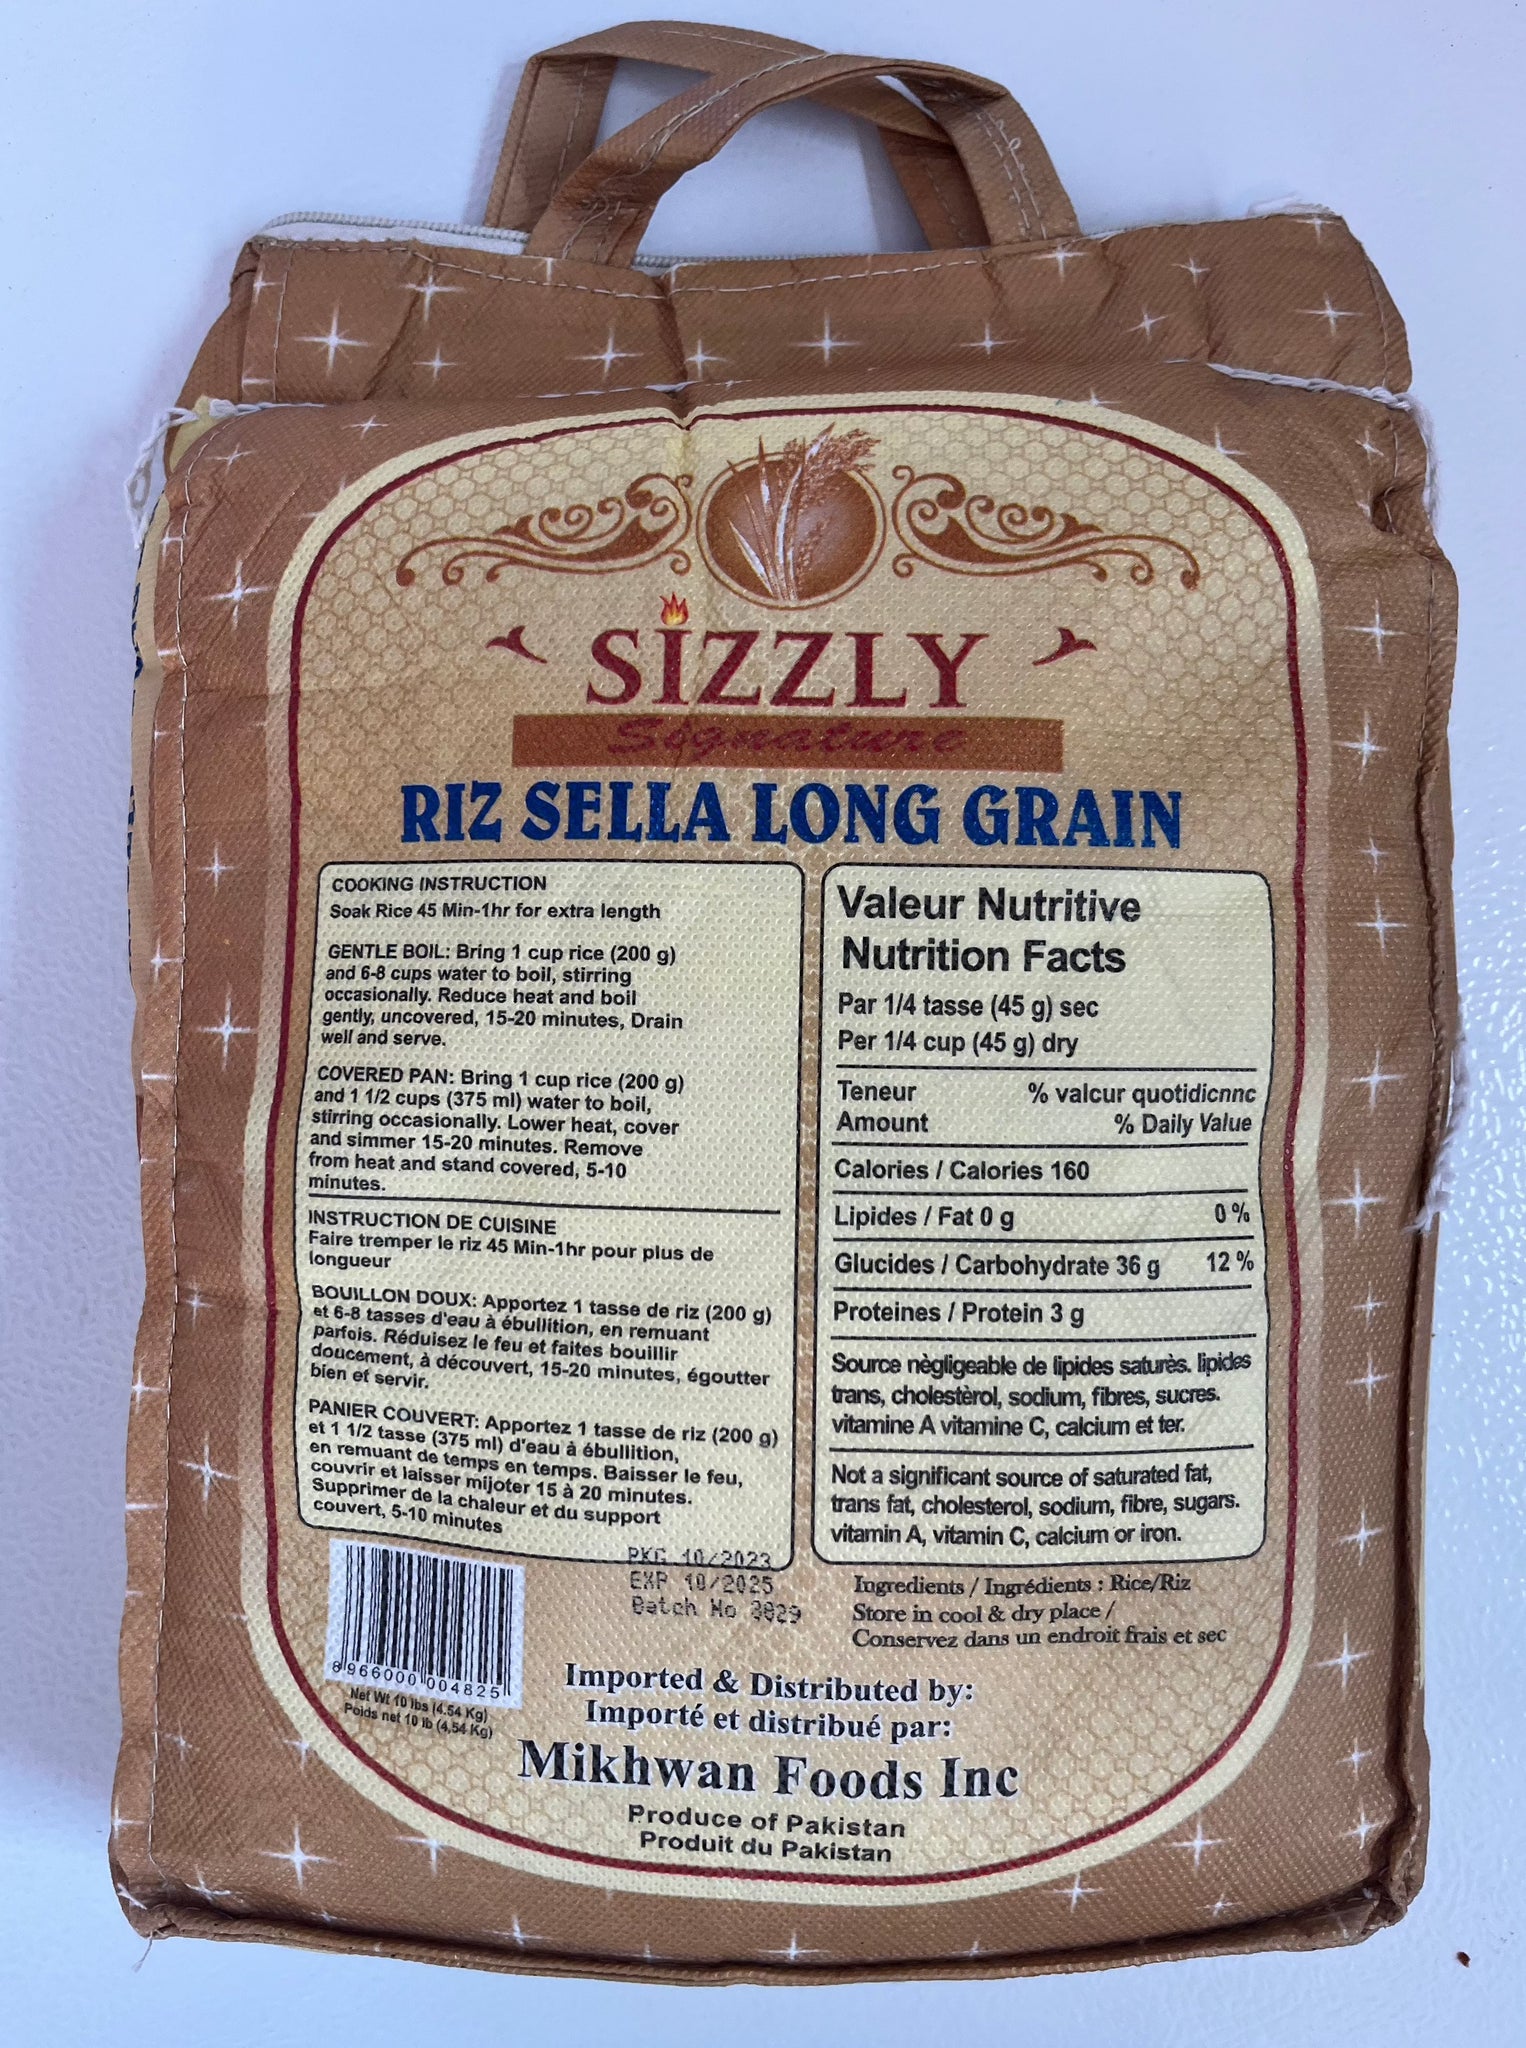 SIZZLY
Signature
RIZ SELLA LONG GRAIN
COOKING INSTRUCTION
Soak Rice 45 Min-1hr for extra length
GENTLE BOIL: Bring 1 cup rice (200 g)
and 6-8 cups water to boil, stirring
occasionally. Reduce heat and boil
gently, uncovered, 15-20 minutes, Drain
well and serve.
COVERED PAN: Bring 1 cup rice (200 g)
and 1 1/2 cups (375 ml) water to boil,
stirring occasionally. Lower heat, cover
and simmer 15-20 minutes. Remove
from heat and stand covered, 5-10
minutes.
INSTRUCTION DE CUISINE
Faire tremper le riz 45 Min-1hr pour plus de
longueur
BOUILLON DOUX: Apportez 1 tasse de riz (200 g)
et 6-8 tasses d'eau à ébullition, en remuant
parfois. Réduisez le feu et faites bouillir
doucement, à découvert, 15-20 minutes, égoutter
bien et servir.
PANIER COUVERT: Apportez 1 tasse de riz (200 g)
et 1 1/2 tasse (375 ml) d'eau à ébullition,
en remuant de temps en temps. Baisser le feu,
couvrir et laisser mijoter 15 à 20 minutes.
Supprimer de la chaleur et du support
couvert, 5-10 minutes
Valeur Nutritive
Nutrition Facts
Par 1/4 tasse (45 g) sec
Per 1/4 cup (45 g) dry
Teneur % valcur quotidicnnc
Amount % Daily Value
Calories / Calories 160
Lipides / Fat 0 g 0 %
Glucides / Carbohydrate 36 g 12 %
Proteines / Protein 3 g
Source nègligeable de lipides saturès. lipides
trans, cholestèrol, sodium, fibres, sucres.
vitamine A vitamine C, calcium et ter.
Not a significant source of saturated fat,
trans fat, cholesterol, sodium, fibre, sugars.
vitamin A, vitamin C, calcium or iron.
PKG 10/2023
EXP 10/2025
Batch No
Ingredients / Ingrédients : Rice/Riz
Store in cool & dry place /
Conservez dans un endroit frais et sec
8 966000 004825
Net Wt 10 lbs (4.54 Kg)
Poids net 10 lb (4,54 Kg)
Imported & Distributed by:
Importé et distribué par:
Mikhwan Foods Inc
Produce of Pakistan
Produit du Pakistan